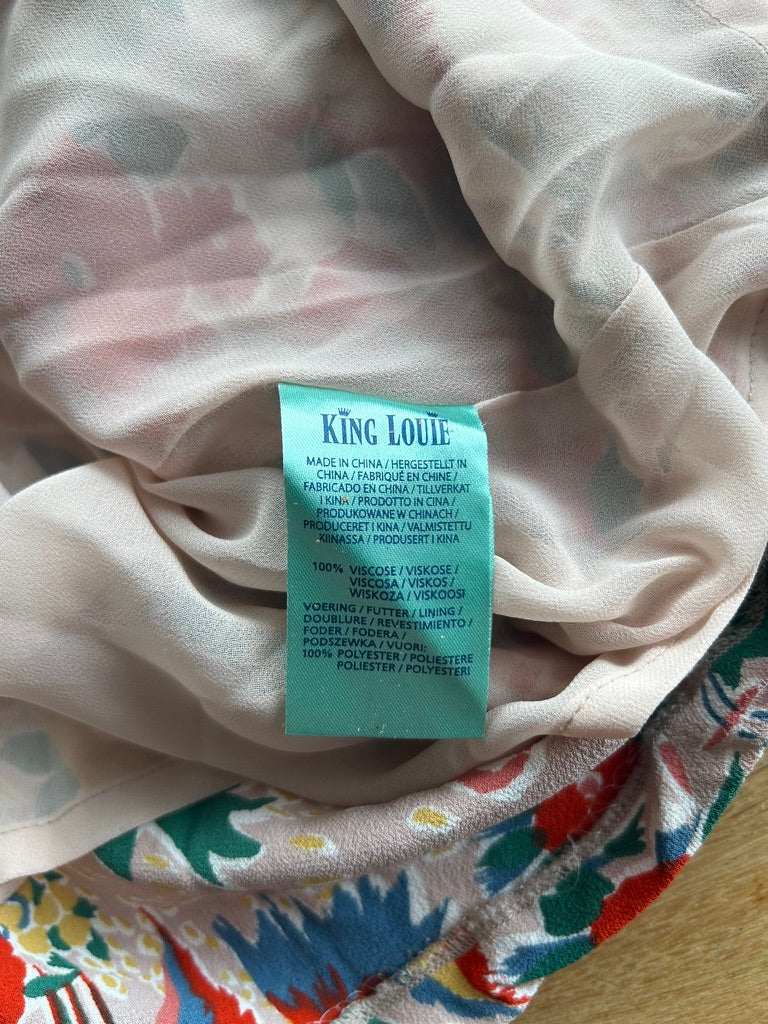 KING LOUIE
MADE IN CHINA / HERGESTELLT IN
CHINA / FABRIQUÉ EN CHINE /
FABRICADO EN CHINA / TILLVERKAT
I KINA / PRODOTTO IN CINA /
PRODUKOWANE W CHINACH /
PRODUCERET I KINA / VALMISTETTU
KIINASSA / PRODUSERT I KINA
100% VISCOSE / VISKOSE /
VISCOSA / VISKOS /
WISKOZA / VISKOOSI
VOERING / FUTTER / LINING /
DOUBLURE / REVESTIMIENTO /
FODER / FODERA /
PODSZEWKA / VUORI:
100% POLYESTER / POLIESTERE
POLIESTER / POLYESTERI